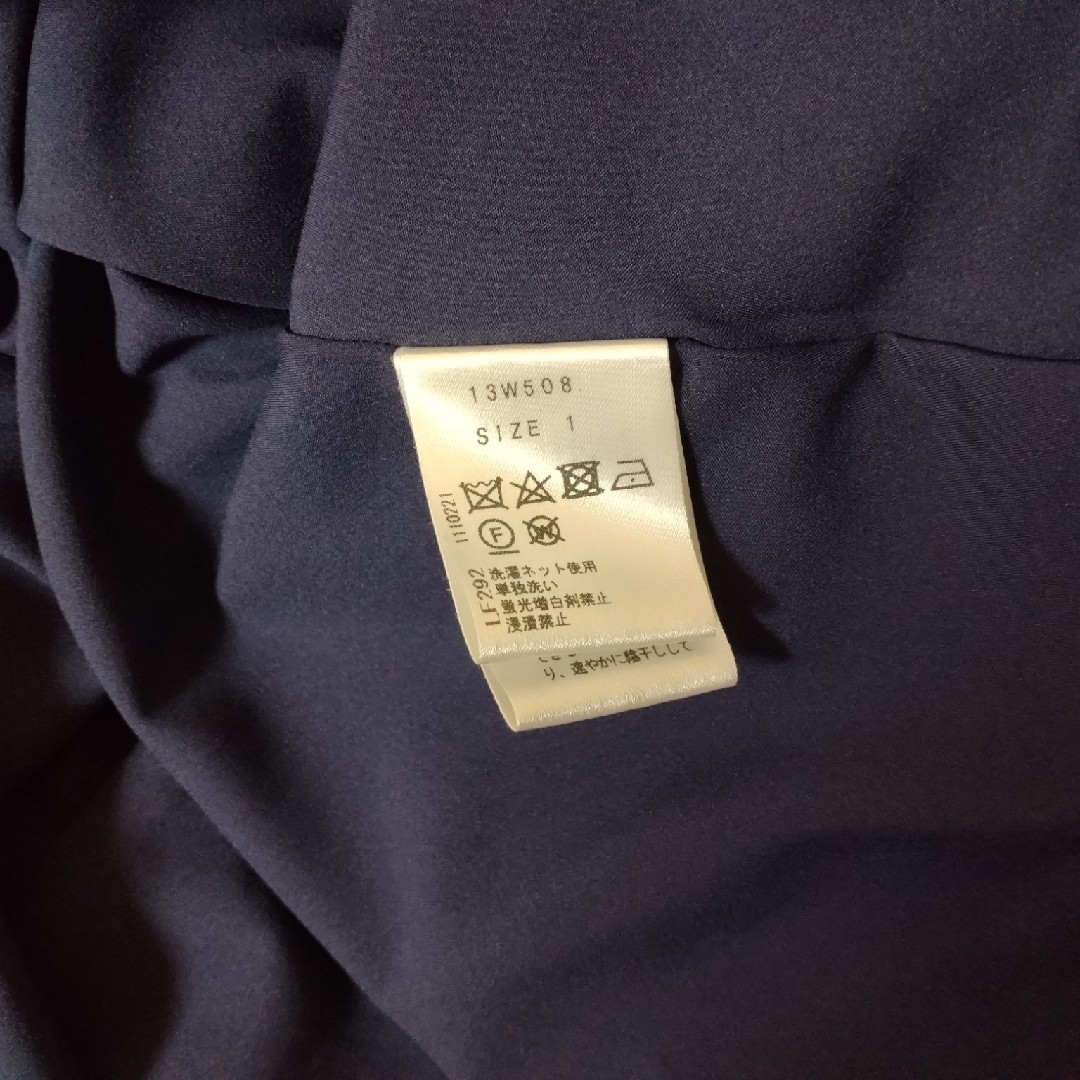 13W508.
SIZE 1
1110221
F
W
LF292
洗濯ネット使用
単独洗い
蛍光増白剤禁止
浸漬禁止
り、速やかに陰干しして